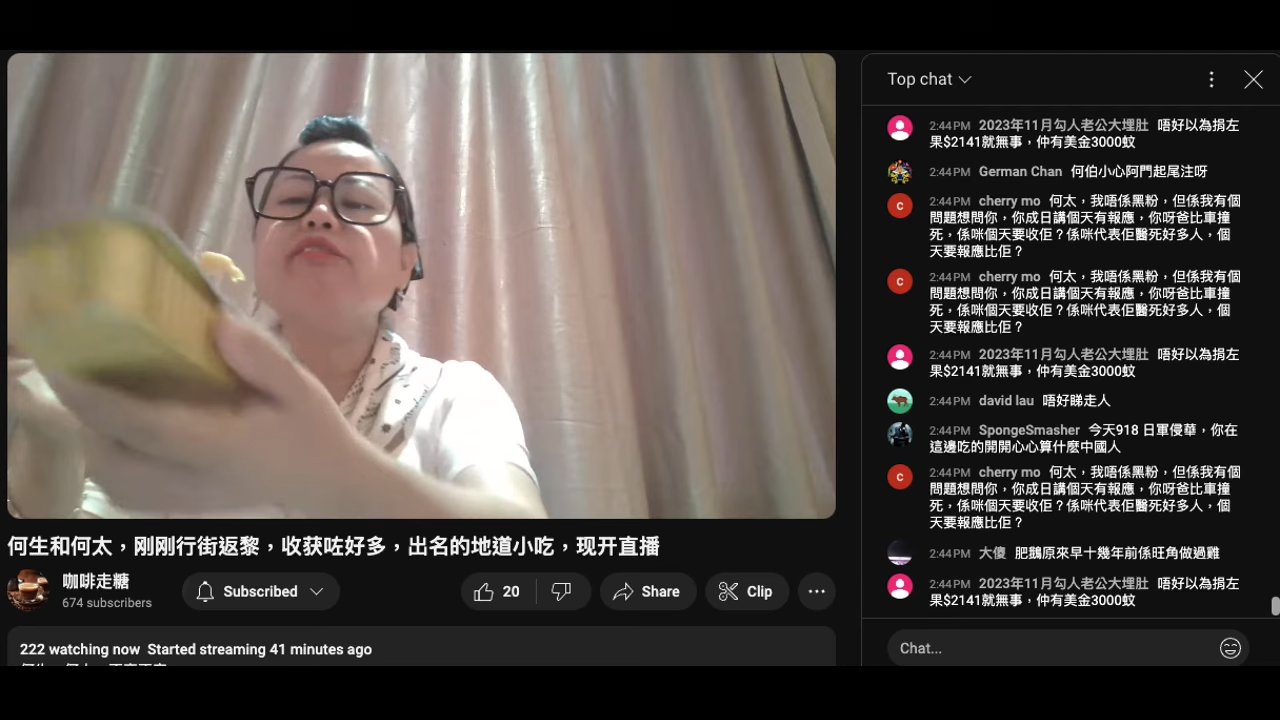 何生和何太，刚刚行街返黎，收获咗好多，出名的地道小吃，现开直播
咖啡走糖
674 subscribers
Subscribed
20
Share
Clip
222 watching now Started streaming 41 minutes ago
Top chat
2:44 PM 2023年11月勾人老公大埋肚 唔好以為捐左
果$2141就無事，仲有美金3000蚊
2:44 PM German Chan 何伯小心阿門起尾注呀
2:44 PM cherry mo 何太，我唔係黑粉，但係我有個
問題想問你，你成日講個天有報應，你呀爸比車撞
死，係咪個天要收佢？係咪代表佢醫死好多人，個
天要報應比佢？
2:44 PM cherry mo 何太，我唔係黑粉，但係我有個
問題想問你，你成日講個天有報應，你呀爸比車撞
死，係咪個天要收佢？係咪代表佢醫死好多人，個
天要報應比佢？
2:44 PM 2023年11月勾人老公大埋肚 唔好以為捐左
果$2141就無事，仲有美金3000蚊
2:44 PM david lau 唔好睇走人
2:44 PM SpongeSmasher 今天918 日軍侵華，你在
這邊吃的開開心心算什麼中國人
2:44 PM cherry mo 何太，我唔係黑粉，但係我有個
問題想問你，你成日講個天有報應，你呀爸比車撞
死，係咪個天要收佢？係咪代表佢醫死好多人，個
天要報應比佢？
2:44 PM 大傻 肥鵝原來早十幾年前係旺角做過雞
2:44 PM 2023年11月勾人老公大埋肚 唔好以為捐左
果$2141就無事，仲有美金3000蚊
Chat...